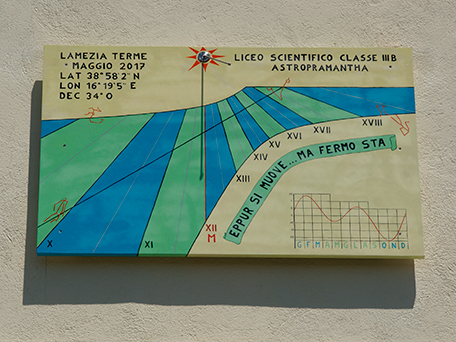 LAMEZIA TERME
MAGGIO 2017
LAT 38°58'2"N
LON 16°19'5"E
DEC 34°O
LICEO SCIENTIFICO CLASSE IIIB
ASTROPRAMANTHA
XVIII
XVII
XVI
XV
XIV
XIII
XII
M
XI
X
EPPUR SI MUOVE...MA FERMO STA
G F M A M G L A S O N D